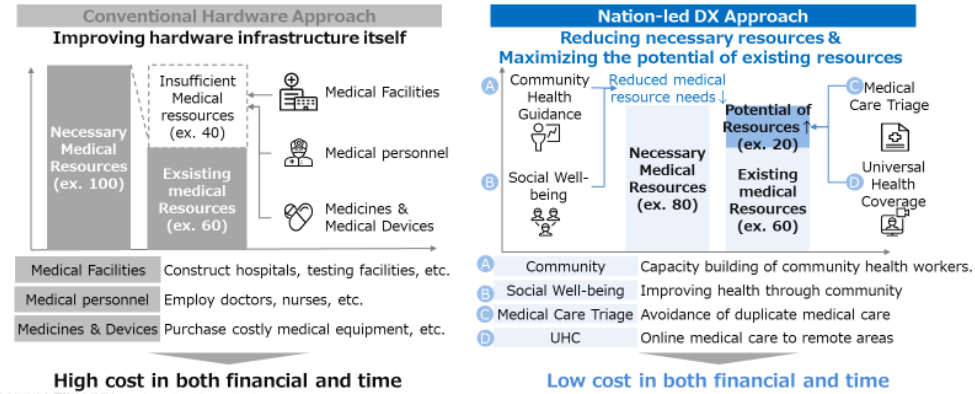 Conventional Hardware Approach
Improving hardware infrastructure itself
Necessary
Medical
Resources
(ex. 100)
Insufficient
Medical
ressources
(ex. 40)
Exsisting
medical
Resources
(ex. 60)
Medical Facilities
Medical personnel
Medicines &
Medical Devices
Medical Facilities Construct hospitals, testing facilities, etc.
Medical personnel Employ doctors, nurses, etc.
Medicines & Devices Purchase costly medical equipment, etc.
High cost in both financial and time
Nation-led DX Approach
Reducing necessary resources &
Maximizing the potential of existing resources
A
Community
Health
Guidance
B
Social Well-
being
Reduced medical
resource needs↓
Necessary
Medical
Resources
(ex. 80)
Potential of
Resources↑
(ex. 20)
Exsisting
medical
Resources
(ex. 60)
C
Medical
Care Triage
D
Universal
Health
Coverage
A Community Capacity building of community health workers.
B Social Well-being Improving health through community
C Medical Care Triage Avoidance of duplicate medical care
D UHC Online medical care to remote areas
Low cost in both financial and time